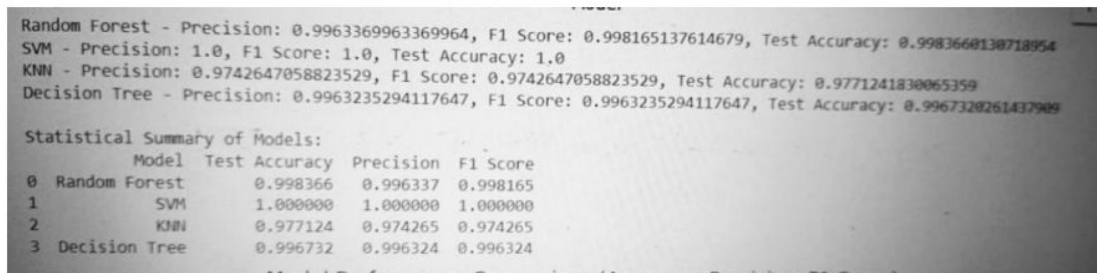 Random Forest - Precision: 0.9963369963369964, F1 Score: 0.998165137614679, Test Accuracy: 0.9983660130718954
SVM - Precision: 1.0, F1 Score: 1.0, Test Accuracy: 1.0
KNN - Precision: 0.9742647058823529, F1 Score: 0.9742647058823529, Test Accuracy: 0.9771241830065359
Decision Tree - Precision: 0.9963235294117647, F1 Score: 0.9963235294117647, Test Accuracy: 0.9967320261437909
Statistical Summary of Models:
Model Test Accuracy Precision F1 Score
0 Random Forest 0.998366 0.996337 0.998165
1 SVM 1.000000 1.000000 1.000000
2 KNN 0.977124 0.974265 0.974265
3 Decision Tree 0.996732 0.996324 0.996324